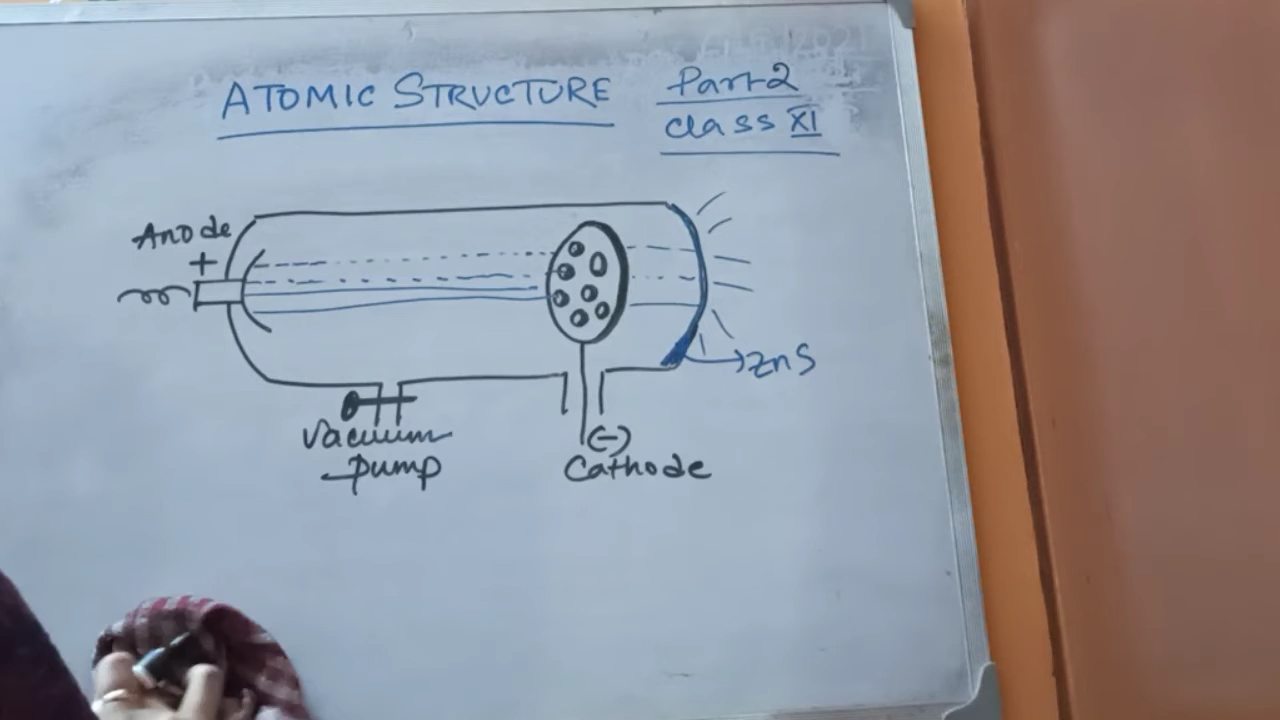 ATOMIC STRUCTURE Part-2
class XI
Anode
+
ZnS
Vacuum
pump
(-)
Cathode